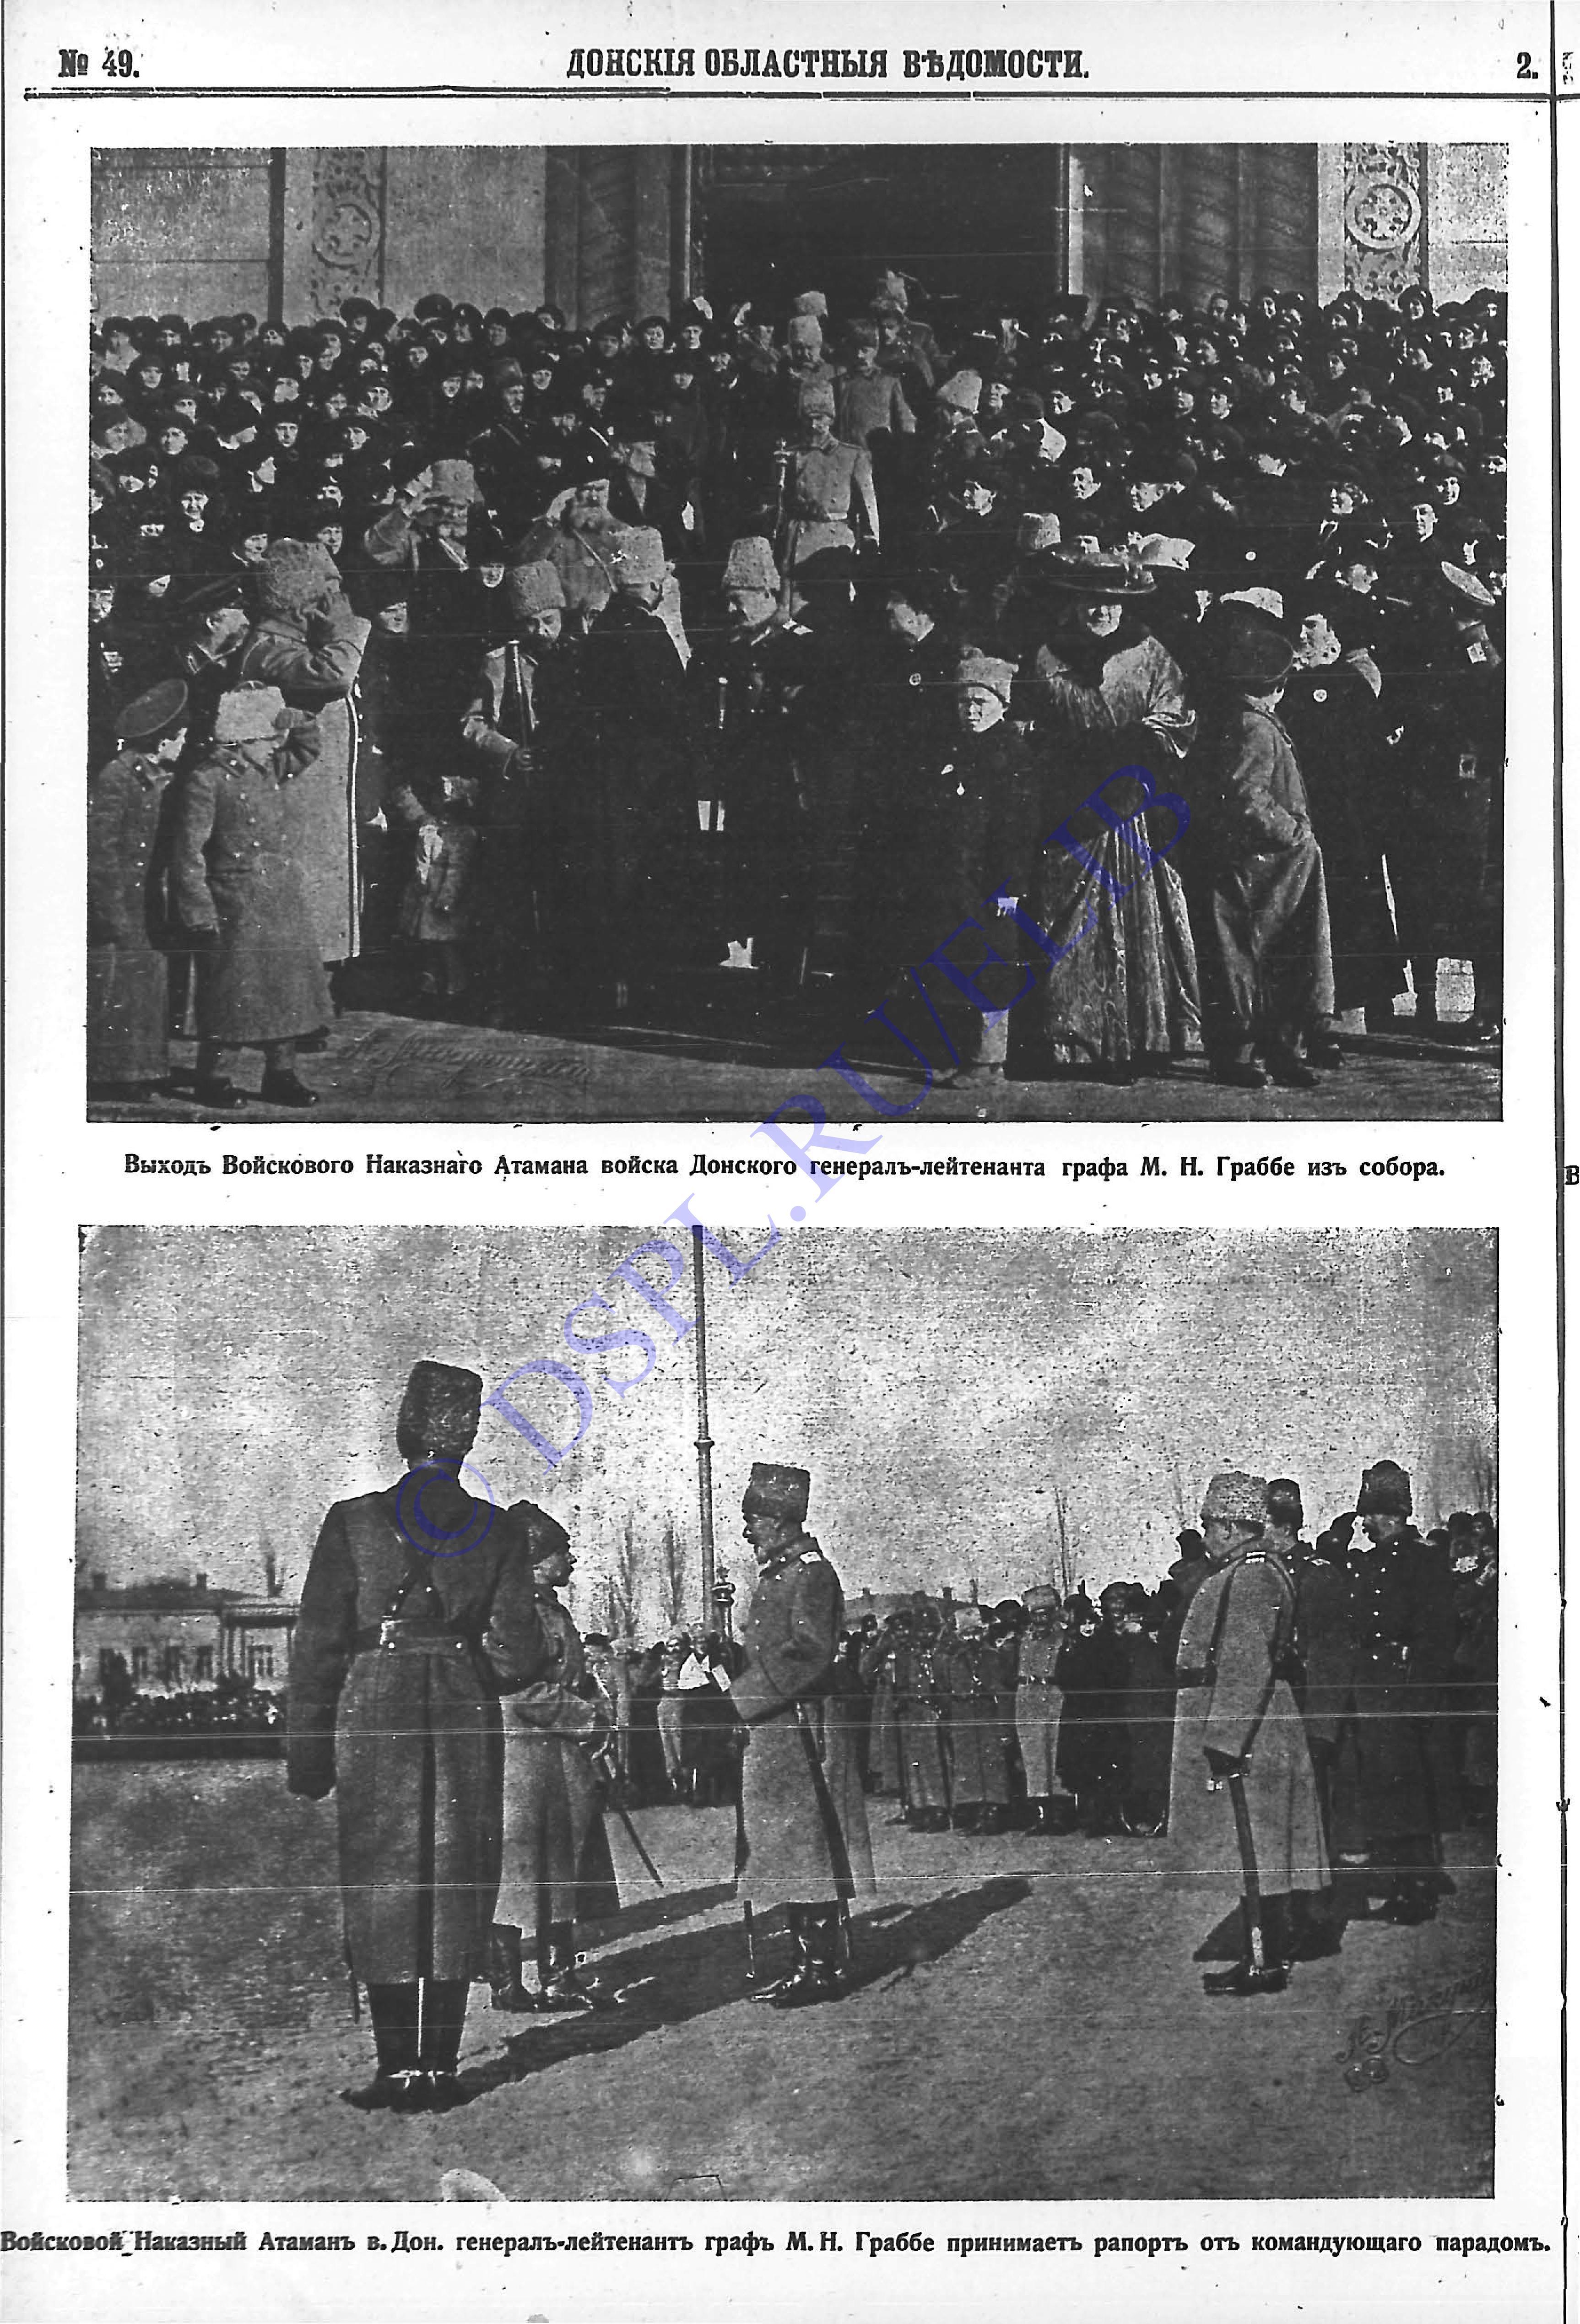 № 49.
ДОНСКІЯ ОБЛАСТНЫЯ ВѢДОМОСТИ.
2.
Выходъ Войскового Наказнаго Атамана войска Донского генералъ-лейтенанта графа М. Н. Граббе изъ собора.
Войсковой Наказный Атаманъ в. Дон. генералъ-лейтенантъ графъ М. Н. Граббе принимаетъ рапортъ отъ командующаго парадомъ.
© DSPL.RU/ELIB